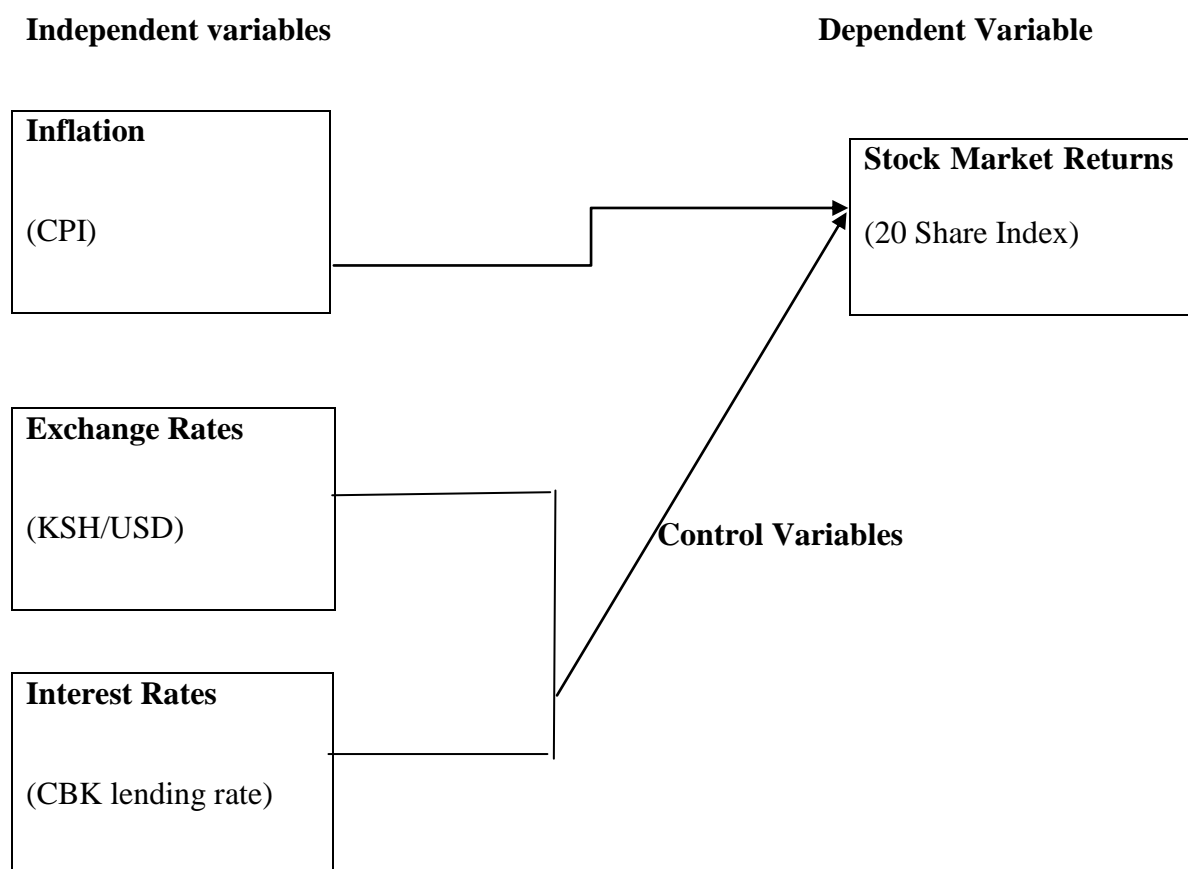 Independent variables
Dependent Variable
Inflation
(CPI)
Stock Market Returns
(20 Share Index)
Exchange Rates
(KSH/USD)
Control Variables
Interest Rates
(CBK lending rate)